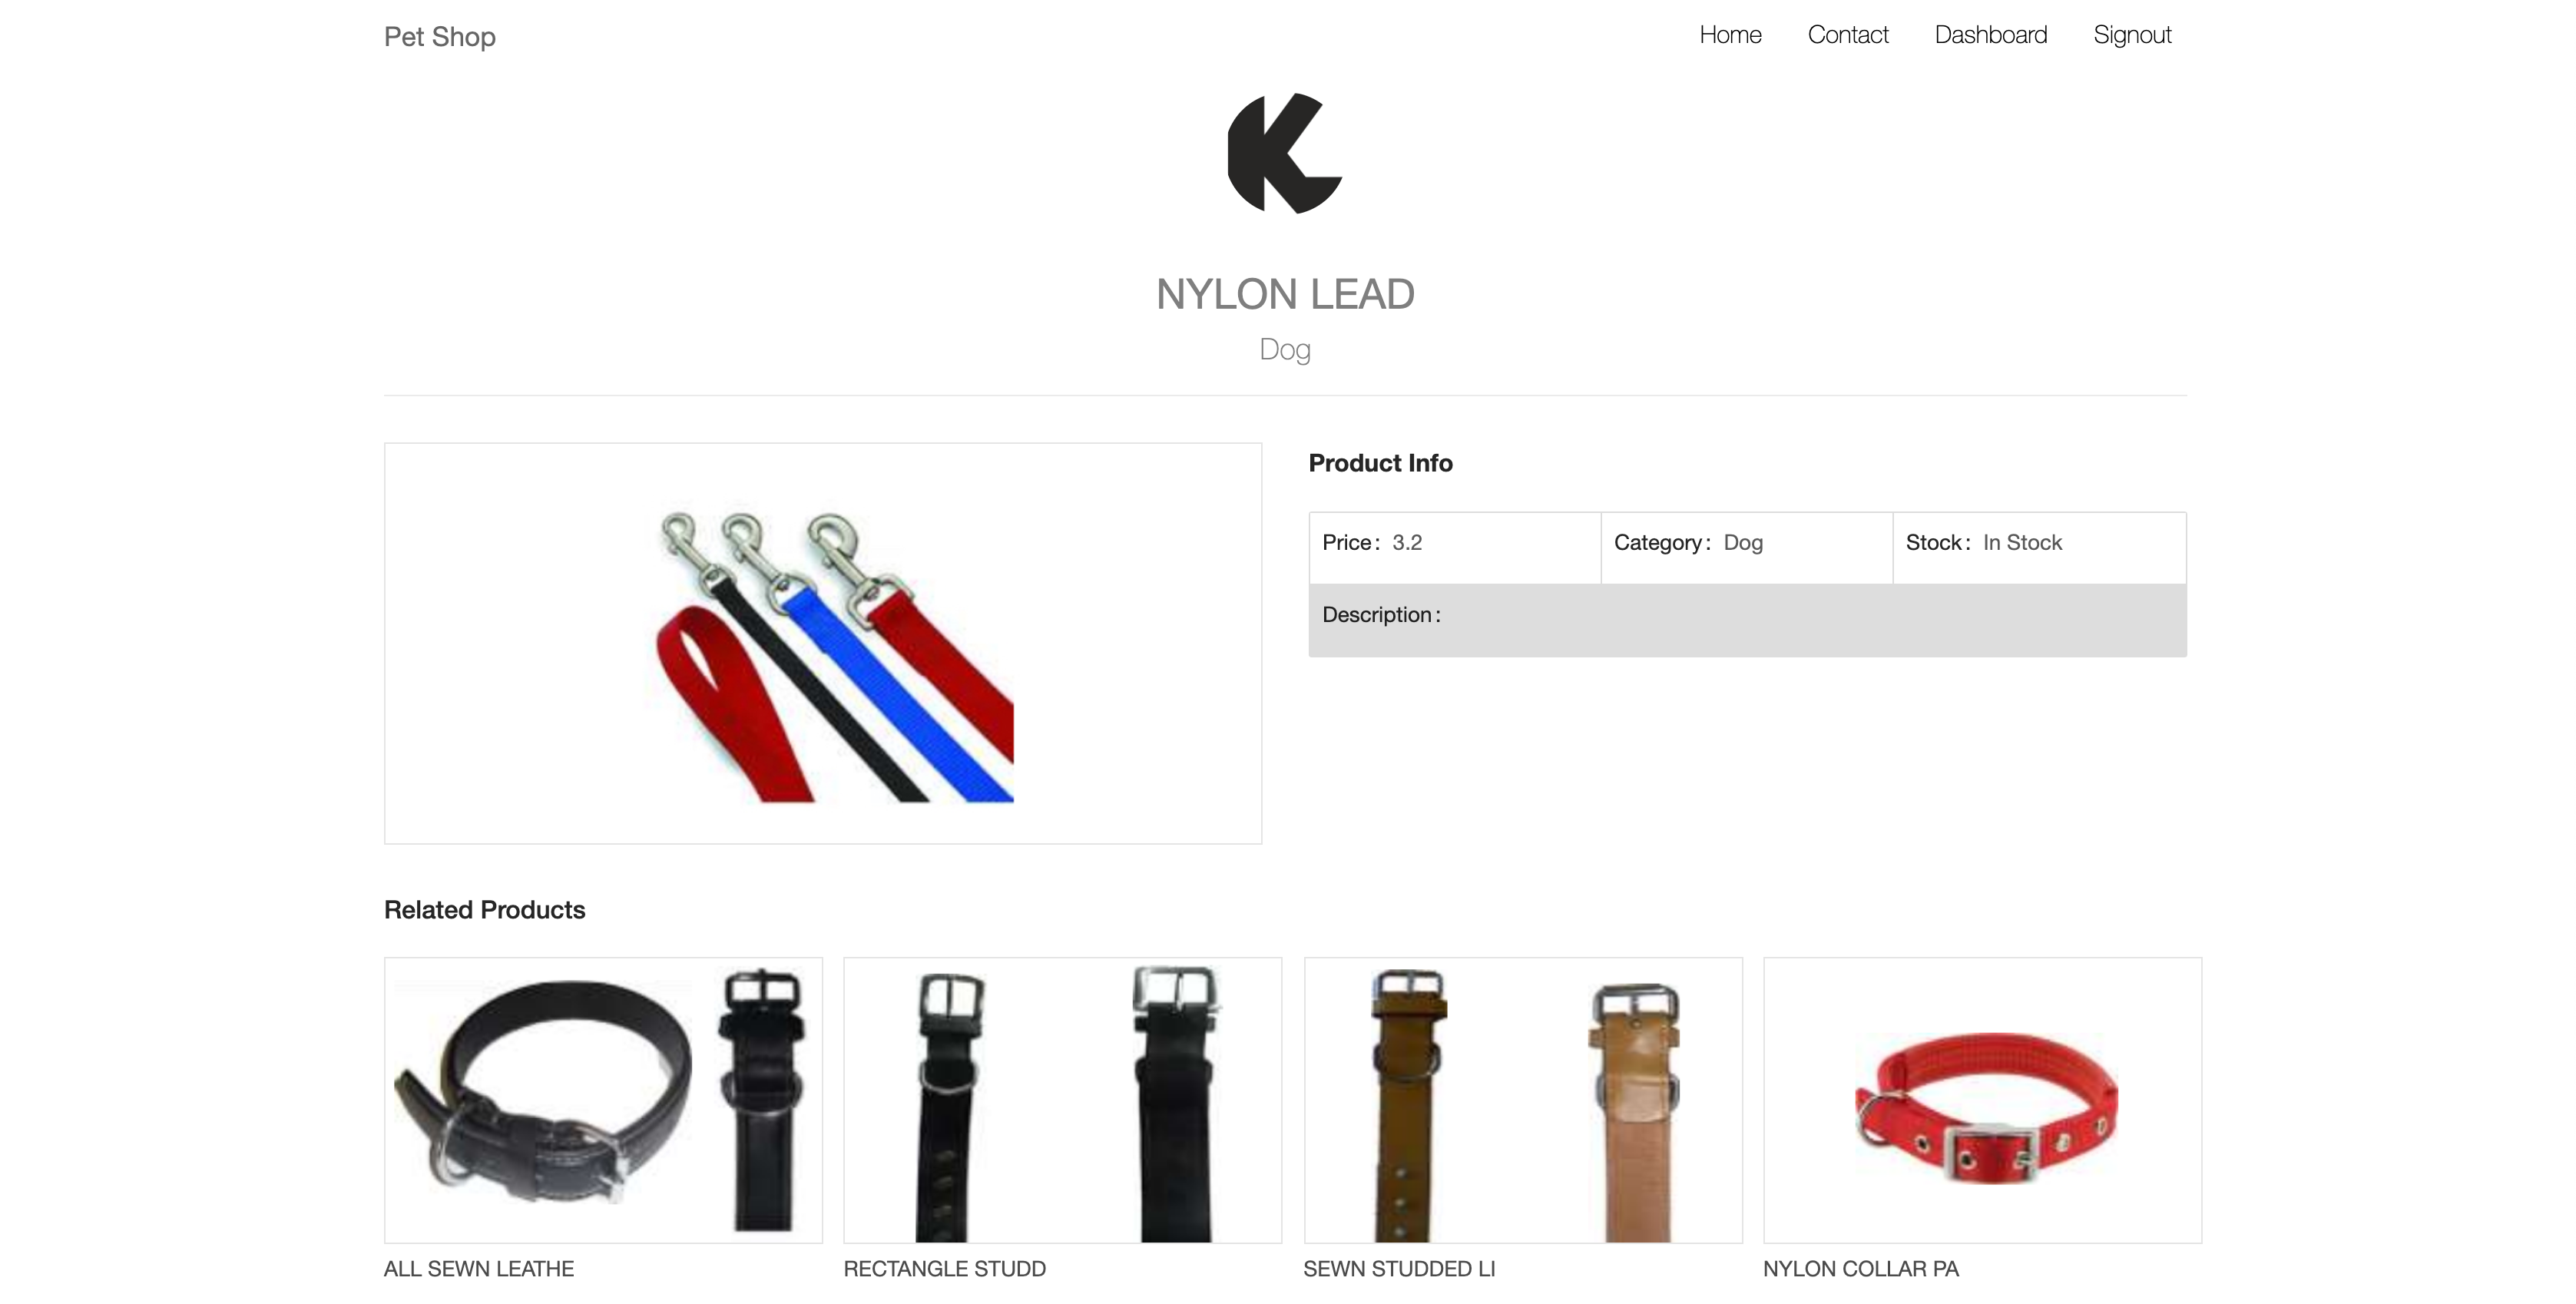 Pet Shop Home Contact Dashboard Signout
K
NYLON LEAD
Dog
Product Info
Price: 3.2 Category: Dog Stock: In Stock
Description:
Related Products
ALL SEWN LEATHE RECTANGLE STUDD SEWN STUDDED LI NYLON COLLAR PA